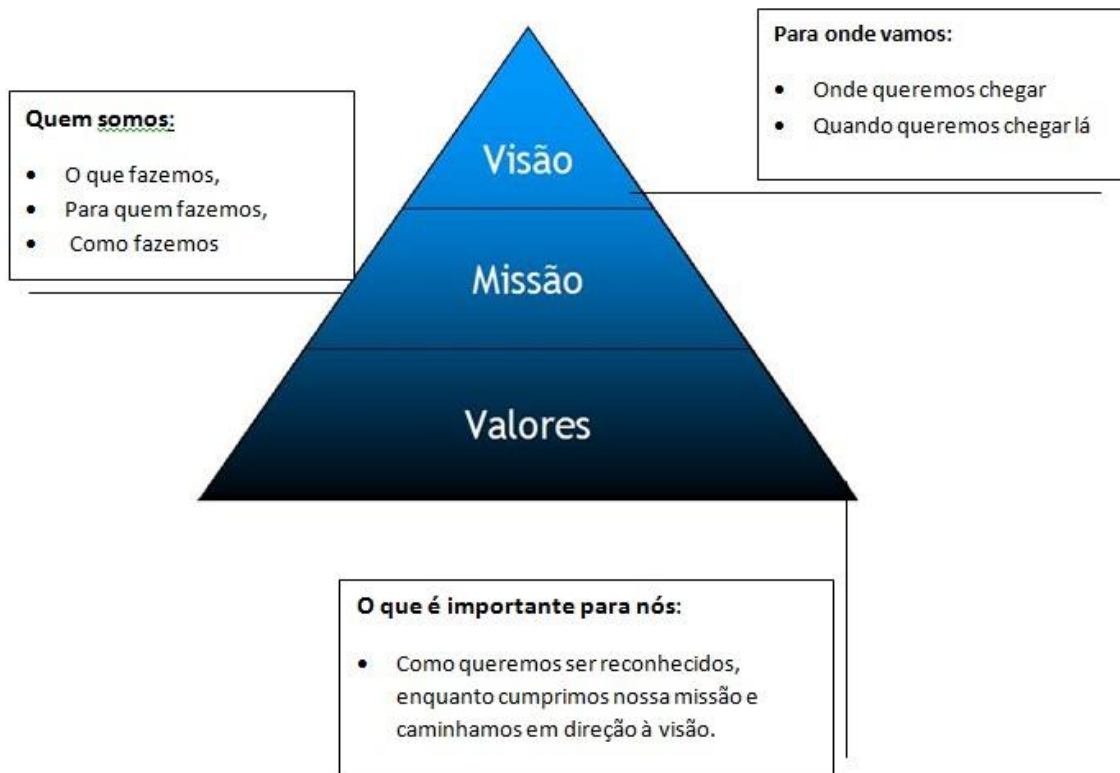 Para onde vamos:
• Onde queremos chegar
• Quando queremos chegar lá
Quem somos:
• O que fazemos,
• Para quem fazemos,
• Como fazemos
Visão
Missão
Valores
O que é importante para nós:
• Como queremos ser reconhecidos,
enquanto cumprimos nossa missão e
caminhamos em direção à visão.